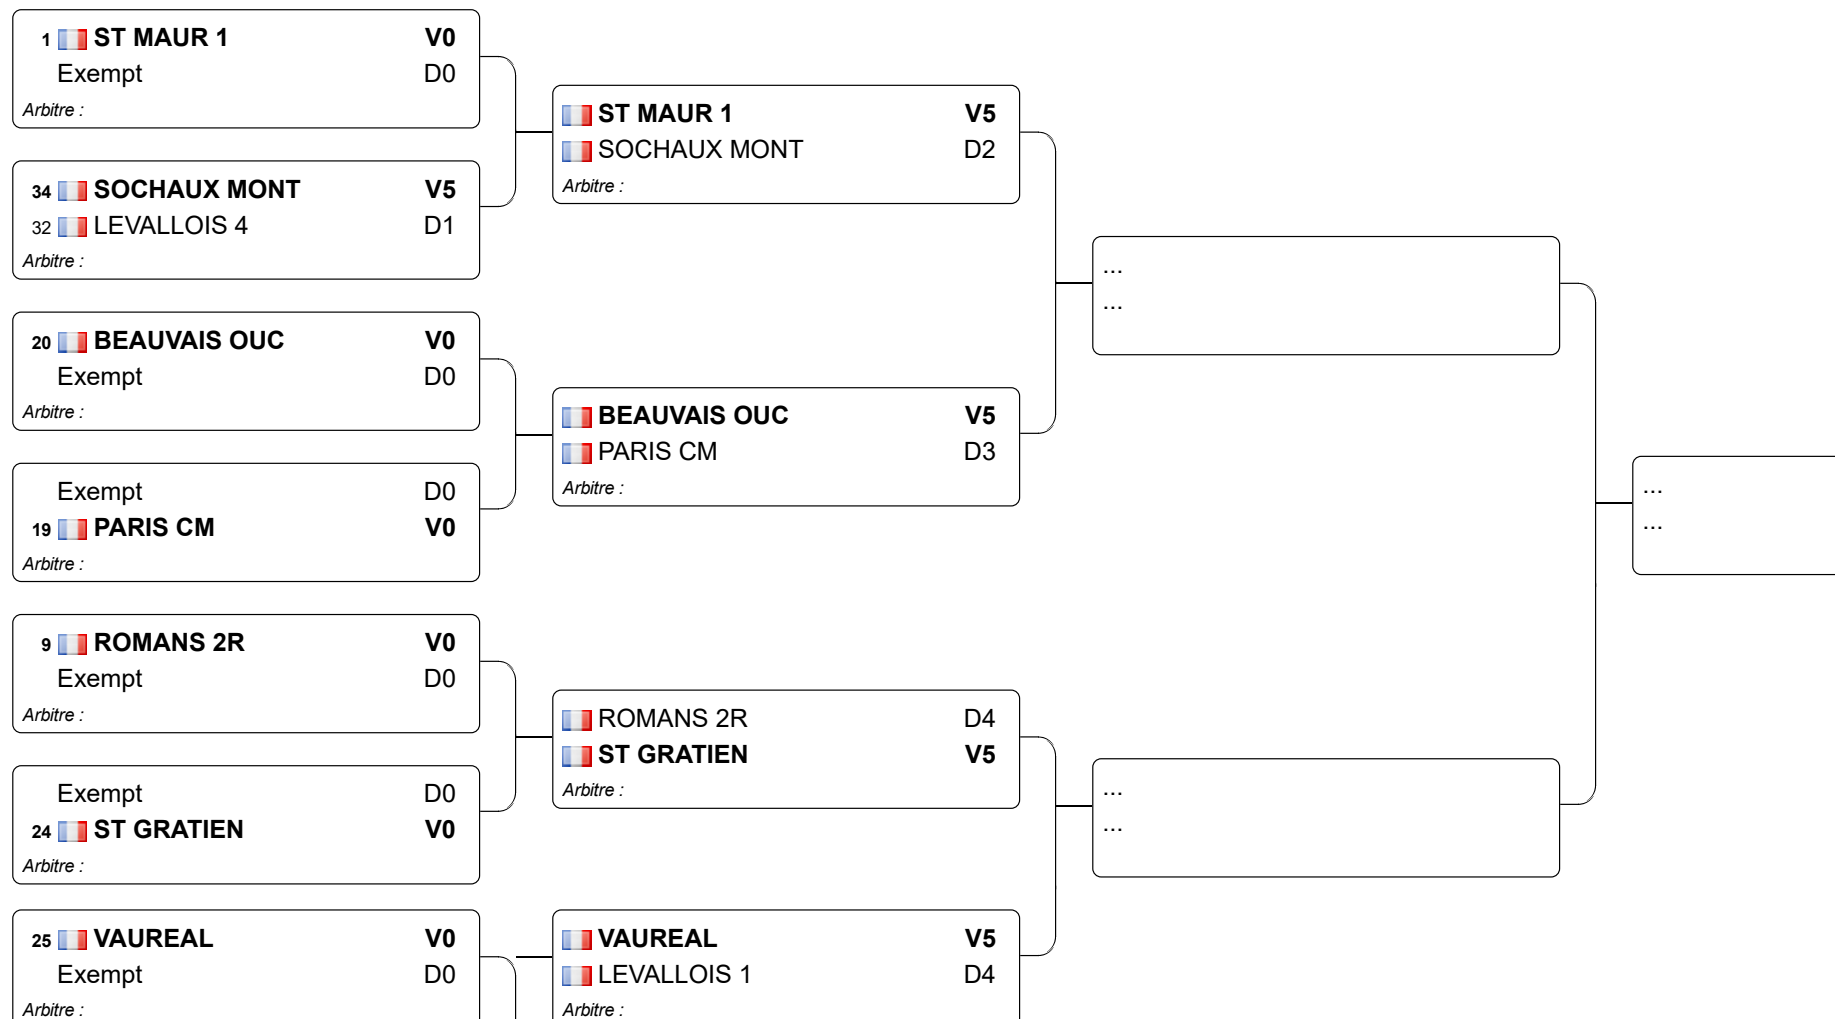 1 ST MAUR 1 V0
Exempt D0
Arbitre :
34 SOCHAUX MONT V5
32 LEVALLOIS 4 D1
Arbitre :
20 BEAUVAIS OUC V0
Exempt D0
Arbitre :
Exempt D0
19 PARIS CM V0
Arbitre :
9 ROMANS 2R V0
Exempt D0
Arbitre :
Exempt D0
24 ST GRATIEN V0
Arbitre :
25 VAUREAL V0
Exempt D0
Arbitre :
ST MAUR 1 V5
SOCHAUX MONT D2
Arbitre :
BEAUVAIS OUC V5
PARIS CM D3
Arbitre :
ROMANS 2R D4
ST GRATIEN V5
Arbitre :
VAUREAL V5
LEVALLOIS 1 D4
Arbitre :
...
...
...
...
...
...